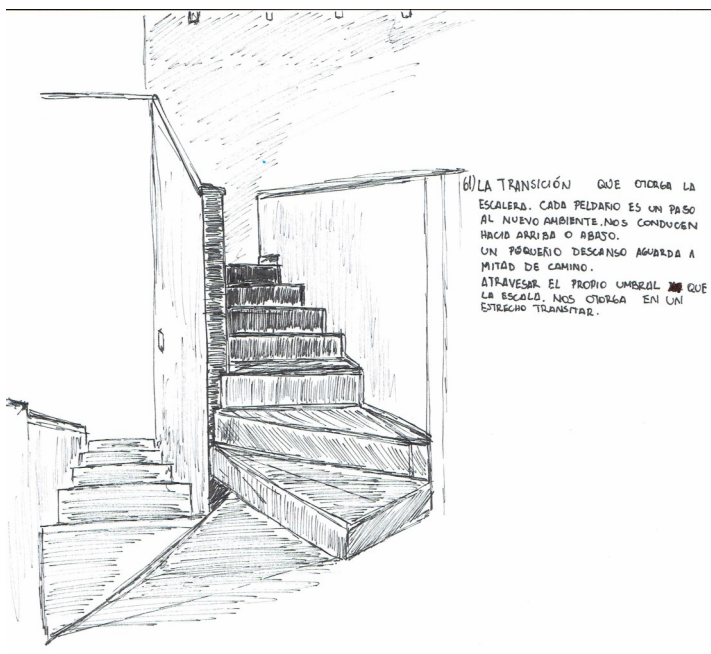 61) LA TRANSICIÓN QUE OTORGA LA
ESCALERA. CADA PELDAÑO ES UN PASO
AL NUEVO AMBIENTE. NOS CONDUCEN
HACIA ARRIBA O ABAJO.
UN PEQUEÑO DESCANSO AGUARDA A
MITAD DE CAMINO.
ATRAVESAR EL PROPIO UMBRAL QUE
LA ESCALA. NOS OTORGA EN UN
ESTRECHO TRANSITAR.